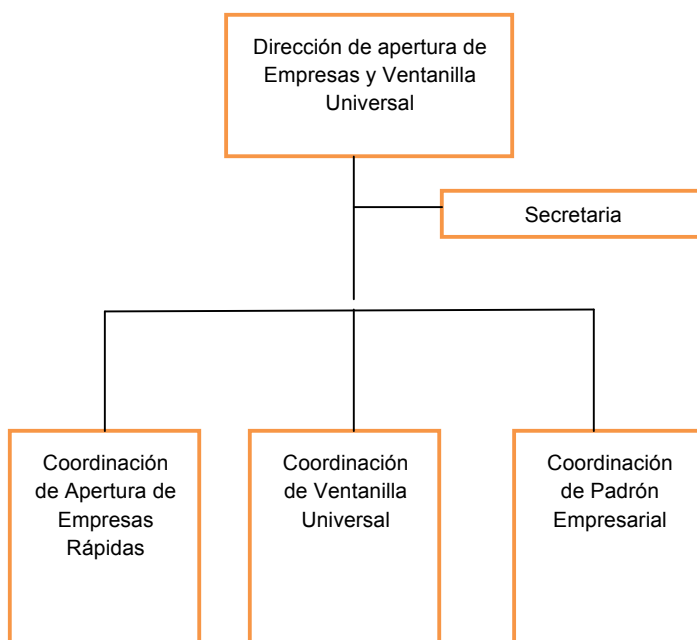 Dirección de apertura de
Empresas y Ventanilla
Universal
Secretaria
Coordinación
de Apertura de
Empresas
Rápidas
Coordinación
de Ventanilla
Universal
Coordinación
de Padrón
Empresarial